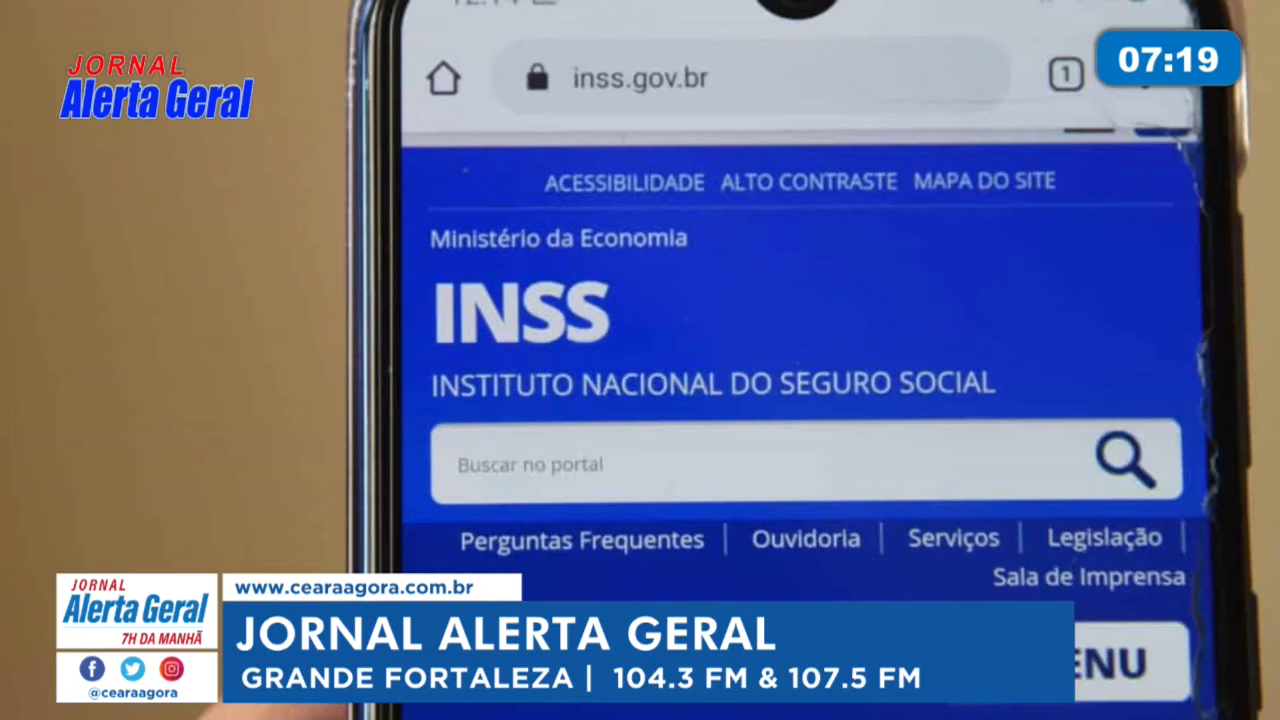 JORNAL
Alerta Geral
07:19
inss.gov.br
1
ACESSIBILIDADE ALTO CONTRASTE MAPA DO SITE
Ministério da Economia
INSS
INSTITUTO NACIONAL DO SEGURO SOCIAL
Buscar no portal
Perguntas Frequentes | Ouvidoria | Serviços | Legislação |
Sala de Imprensa
ENU
JORNAL
Alerta Geral
7H DA MANHÃ
@cearaagora
www.cearaagora.com.br
JORNAL ALERTA GERAL
GRANDE FORTALEZA | 104.3 FM & 107.5 FM